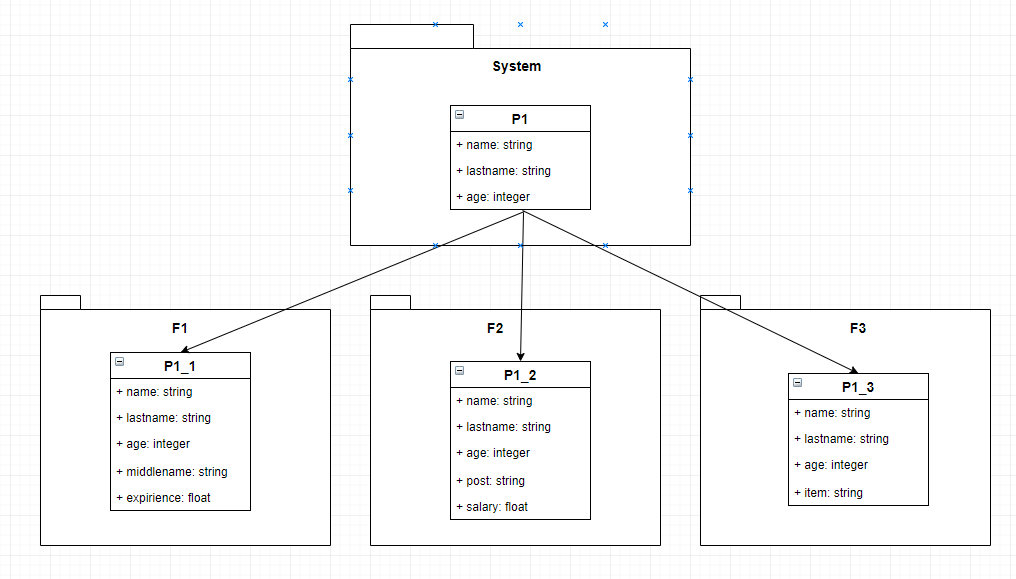 System
P1
+ name: string
+ lastname: string
+ age: integer
F1
P1_1
+ name: string
+ lastname: string
+ age: integer
+ middlename: string
+ expirience: float
F2
P1_2
+ name: string
+ lastname: string
+ age: integer
+ post: string
+ salary: float
F3
P1_3
+ name: string
+ lastname: string
+ age: integer
+ item: string